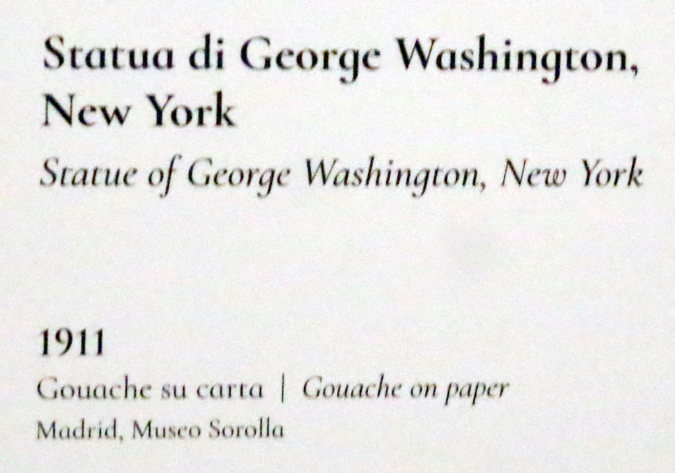 Statua di George Washington,
New York
Statue of George Washington, New York
1911
Gouache su carta | Gouache on paper
Madrid, Museo Sorolla